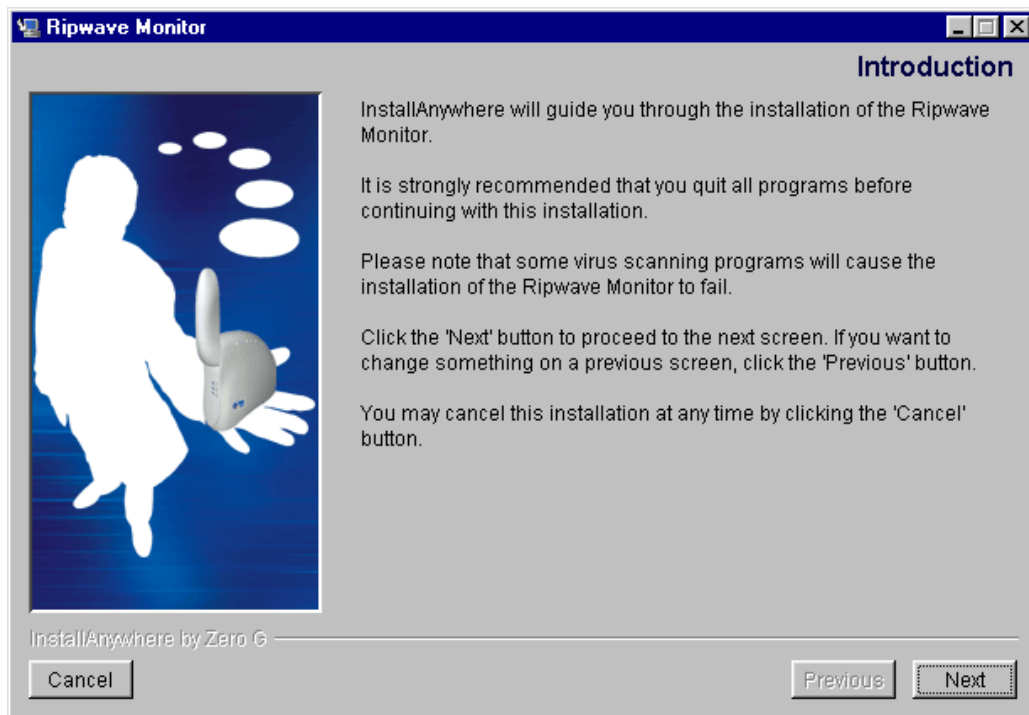 Ripwave Monitor
Introduction
InstallAnywhere will guide you through the installation of the Ripwave
Monitor.
It is strongly recommended that you quit all programs before
continuing with this installation.
Please note that some virus scanning programs will cause the
installation of the Ripwave Monitor to fail.
Click the 'Next' button to proceed to the next screen. If you want to
change something on a previous screen, click the 'Previous' button.
You may cancel this installation at any time by clicking the 'Cancel'
button.
InstallAnywhere by Zero G
Cancel
Previous
Next